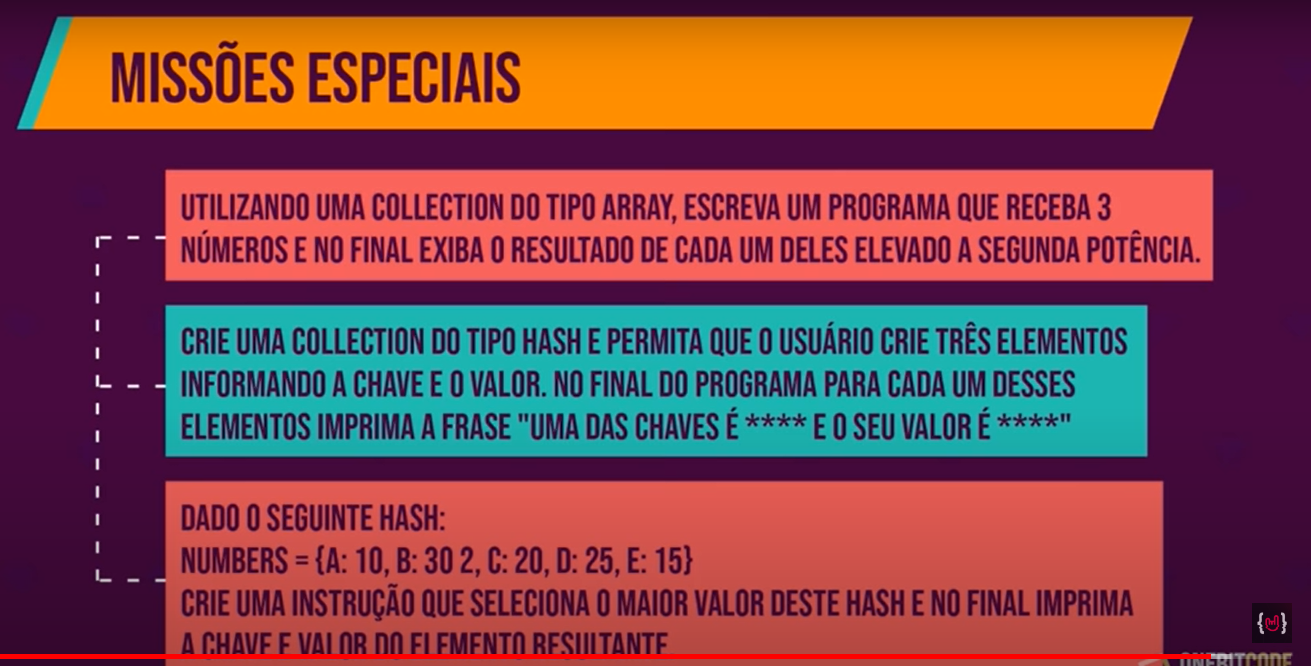 MISSÕES ESPECIAIS
UTILIZANDO UMA COLLECTION DO TIPO ARRAY, ESCREVA UM PROGRAMA QUE RECEBA 3
NÚMEROS E NO FINAL EXIBA O RESULTADO DE CADA UM DELES ELEVADO A SEGUNDA POTÊNCIA.
CRIE UMA COLLECTION DO TIPO HASH E PERMITA QUE O USUÁRIO CRIE TRÊS ELEMENTOS
INFORMANDO A CHAVE E O VALOR. NO FINAL DO PROGRAMA PARA CADA UM DESSES
ELEMENTOS IMPRIMA A FRASE "UMA DAS CHAVES É **** E O SEU VALOR É ****"
DADO O SEGUINTE HASH:
NUMBERS = {A: 10, B: 30 2, C: 20, D: 25, E: 15}
CRIE UMA INSTRUÇÃO QUE SELECIONA O MAIOR VALOR DESTE HASH E NO FINAL IMPRIMA
A CHAVE E VALOR DO ELEMENTO RESULTANTE
ONEBITCODE